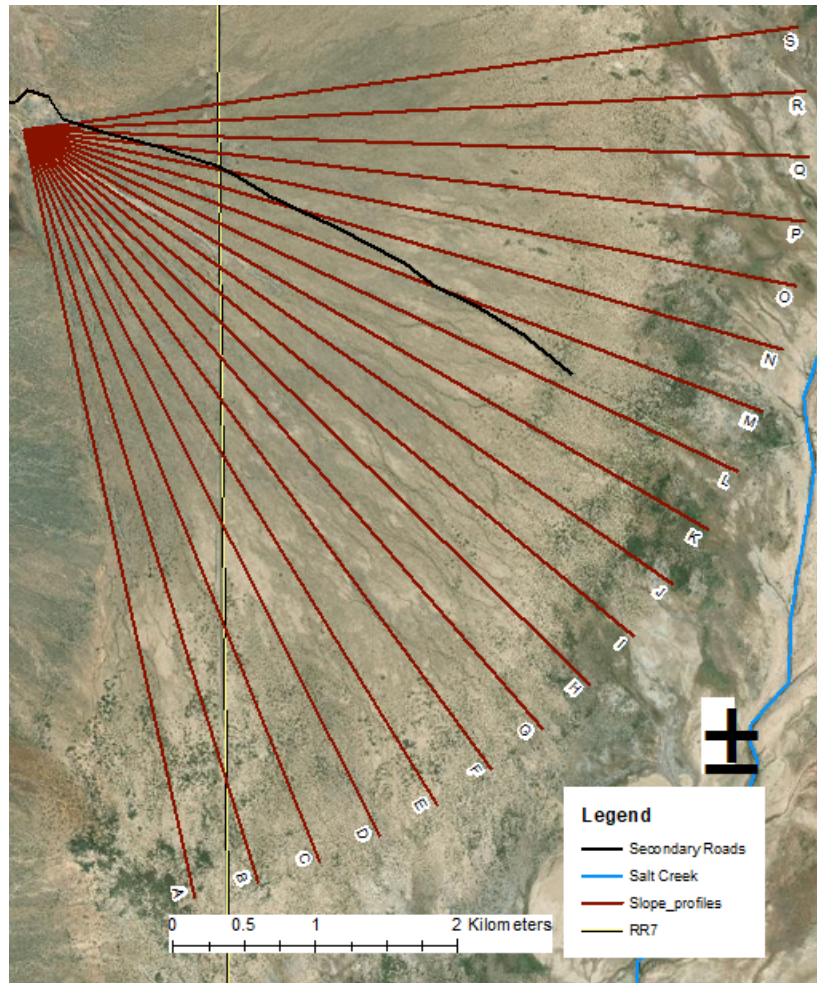 S
R
Q
P
O
N
M
L
K
J
I
H
G
F
E
D
C
B
A
±
0 0.5 1 2 Kilometers
Legend
Secondary Roads
Salt Creek
Slope_profiles
RR7